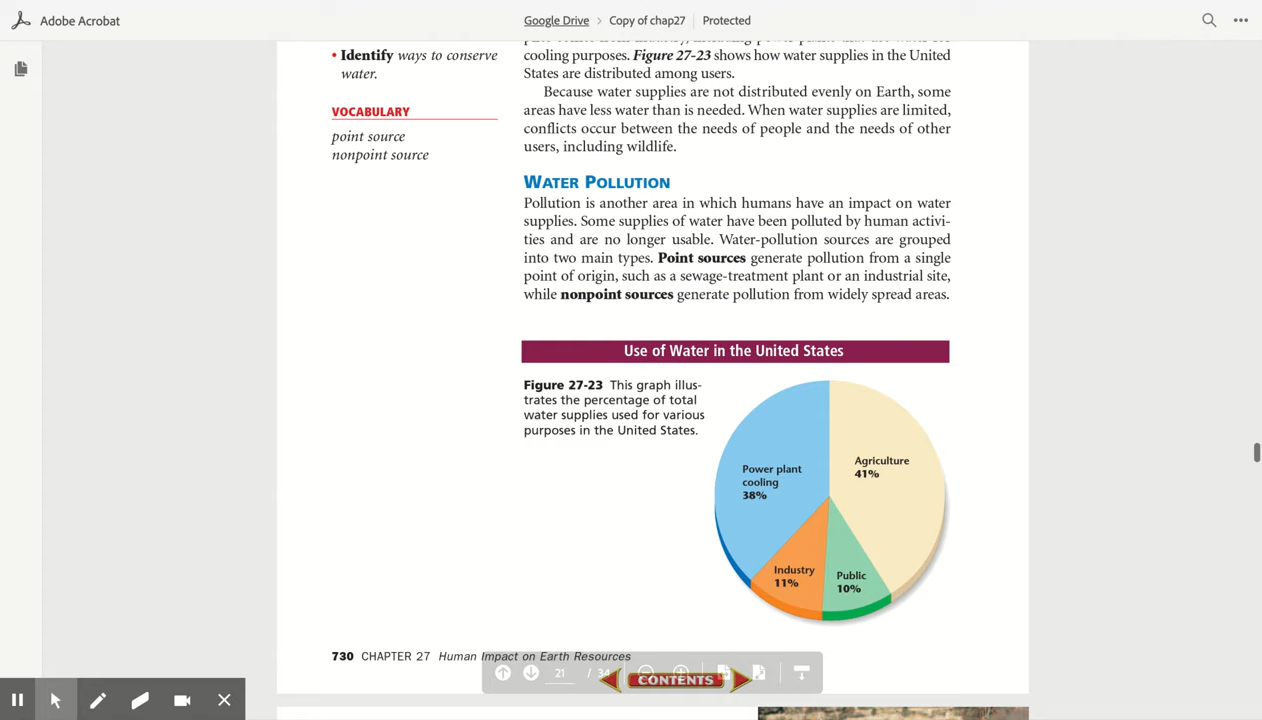 Adobe Acrobat
Google Drive > Copy of chap27 Protected
• Identify ways to conserve
water.
VOCABULARY
point source
nonpoint source
cooling purposes. Figure 27-23 shows how water supplies in the United
States are distributed among users.
Because water supplies are not distributed evenly on Earth, some
areas have less water than is needed. When water supplies are limited,
conflicts occur between the needs of people and the needs of other
users, including wildlife.
WATER POLLUTION
Pollution is another area in which humans have an impact on water
supplies. Some supplies of water have been polluted by human activi-
ties and are no longer usable. Water-pollution sources are grouped
into two main types. Point sources generate pollution from a single
point of origin, such as a sewage-treatment plant or an industrial site,
while nonpoint sources generate pollution from widely spread areas.
Use of Water in the United States
Figure 27-23 This graph illus-
trates the percentage of total
water supplies used for various
purposes in the United States.
Agriculture
41%
Power plant
cooling
38%
Industry
11%
Public
10%
730 CHAPTER 27 Human Impact on Earth Resources
21 / 34
CONTENTS